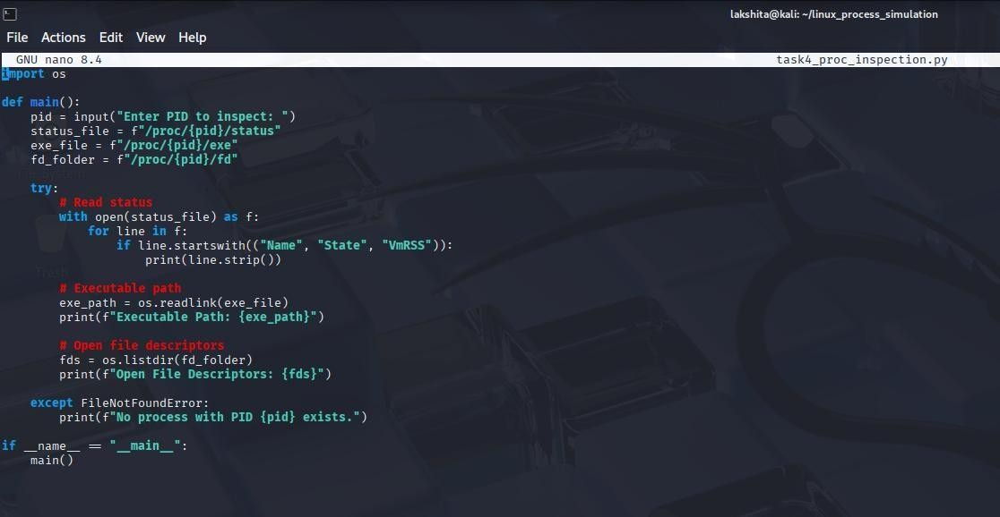 lakshita@kali: ~/linux_process_simulation
File Actions Edit View Help
GNU nano 8.4 task4_proc_inspection.py
import os
def main():
    pid = input("Enter PID to inspect: ")
    status_file = f"/proc/{pid}/status"
    exe_file = f"/proc/{pid}/exe"
    fd_folder = f"/proc/{pid}/fd"
File System
    try:
        # Read status
        with open(status_file) as f:
            for line in f:
                if line.startswith(("Name", "State", "VmRSS")):
                    print(line.strip())
Trash
        # Executable path
        exe_path = os.readlink(exe_file)
        print(f"Executable Path: {exe_path}")
        # Open file descriptors
        fds = os.listdir(fd_folder)
        print(f"Open File Descriptors: {fds}")
    except FileNotFoundError:
        print(f"No process with PID {pid} exists.")
if __name__ == "__main__":
    main()